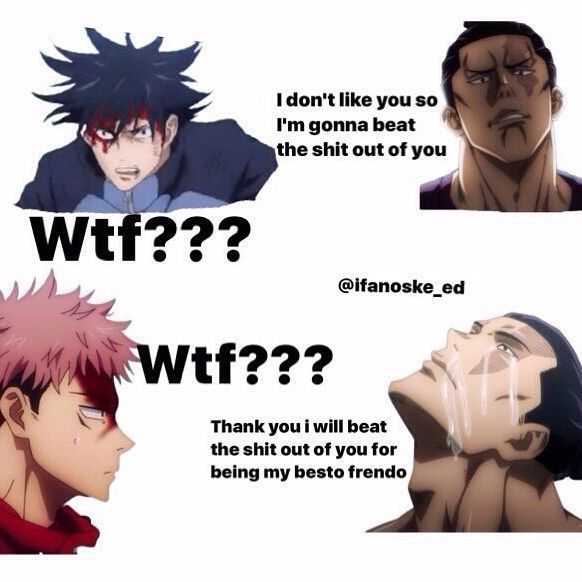 I don't like you so
I'm gonna beat
the shit out of you
Wtf???
@ifanoske_ed
Wtf???
Thank you i will beat
the shit out of you for
being my besto frendo